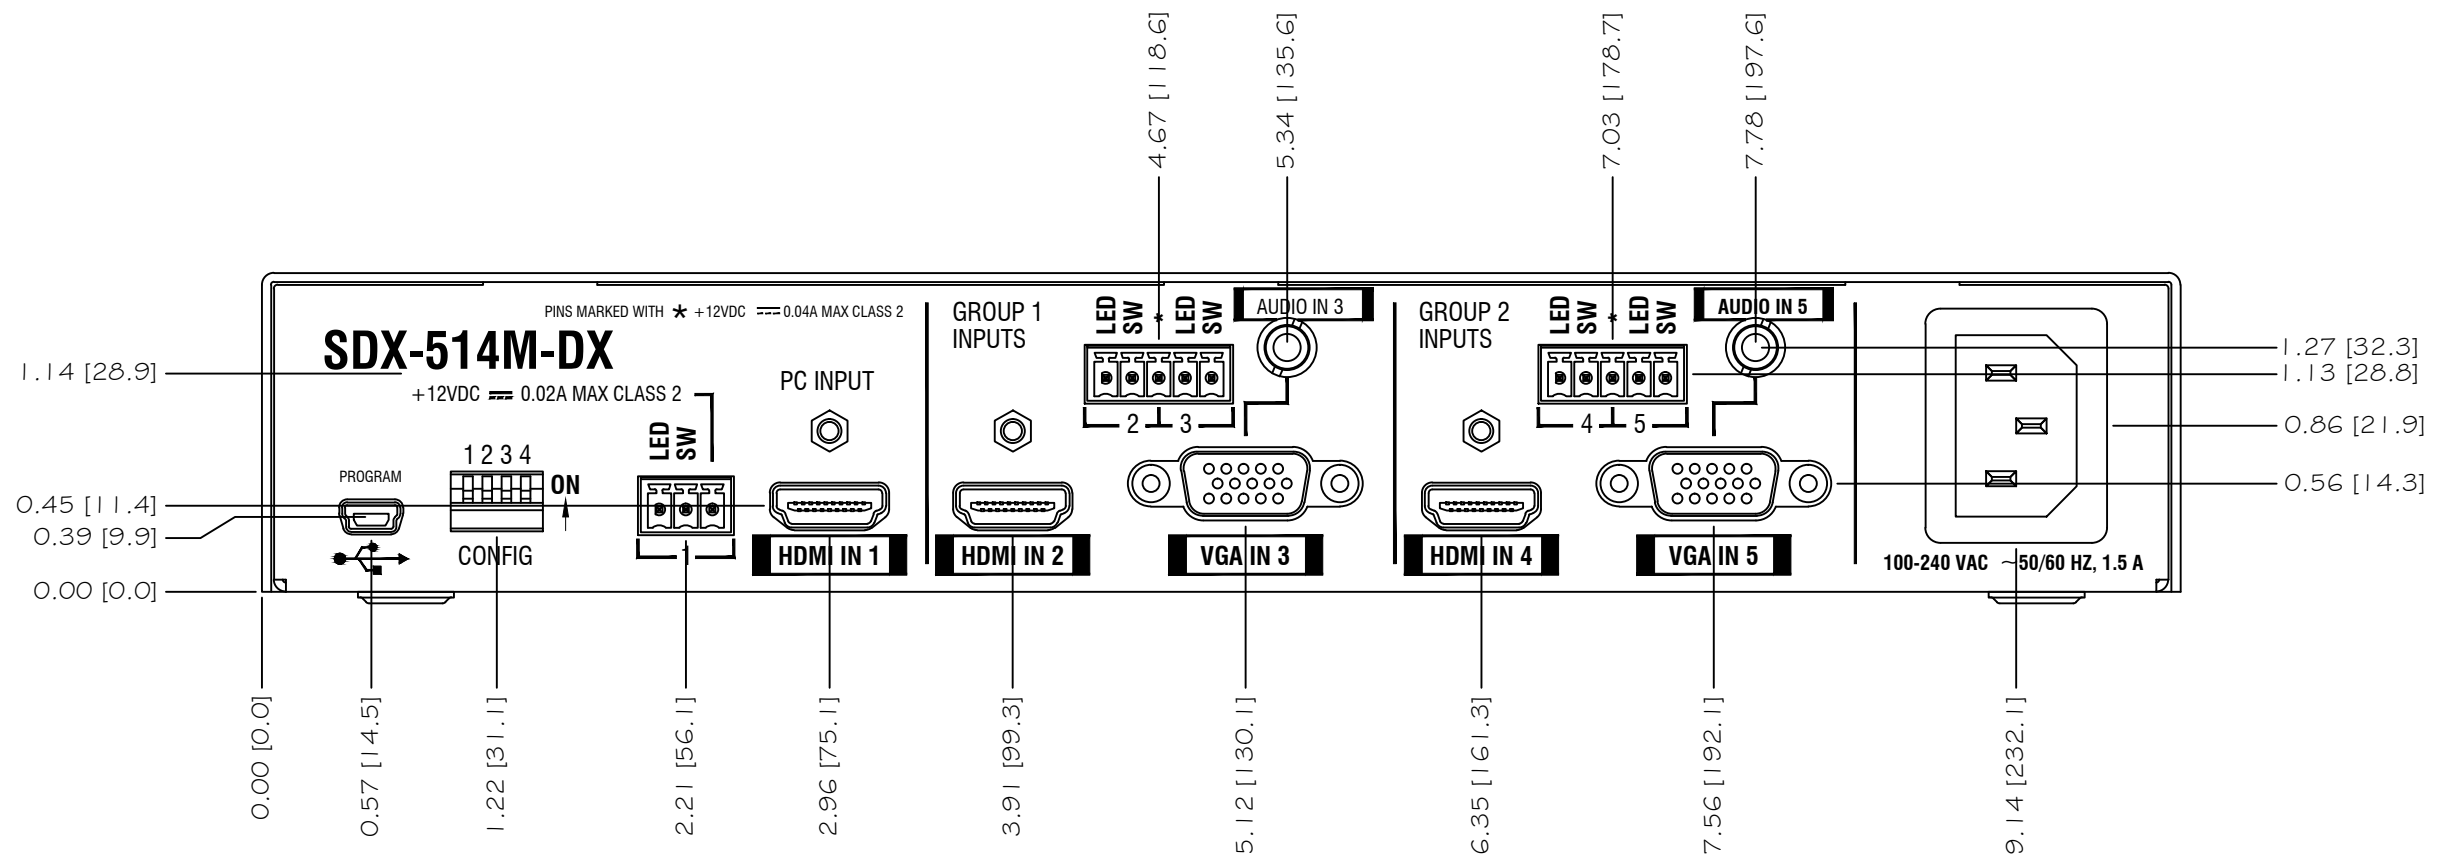 4.67 [118.6]
5.34 [135.6]
7.03 [178.7]
7.78 [197.6]
PINS MARKED WITH * +12VDC ⎓ 0.04A MAX CLASS 2
SDX-514M-DX
+12VDC ⎓ 0.02A MAX CLASS 2
LED
SW
PC INPUT
GROUP 1
INPUTS
LED
SW
*
LED
SW
AUDIO IN 3
GROUP 2
INPUTS
LED
SW
*
LED
SW
AUDIO IN 5
2 3
4 5
1.14 [28.9]
0.45 [11.4]
0.39 [9.9]
0.00 [0.0]
1.27 [32.3]
1.13 [28.8]
0.86 [21.9]
0.56 [14.3]
PROGRAM
1 2 3 4
ON
CONFIG
1
HDMI IN 1
HDMI IN 2
VGA IN 3
HDMI IN 4
VGA IN 5
100-240 VAC ~50/60 HZ, 1.5 A
0.00 [0.0]
0.57 [14.5]
1.22 [31.1]
2.21 [56.1]
2.96 [75.1]
3.91 [99.3]
5.12 [130.1]
6.35 [161.3]
7.56 [192.1]
9.14 [232.1]